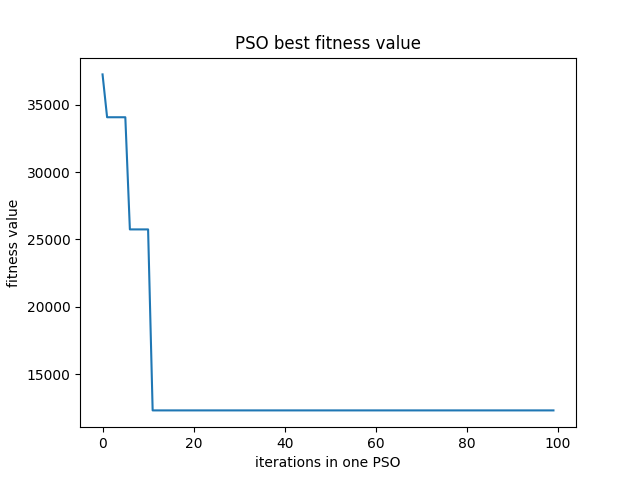 PSO best fitness value
fitness value
35000
30000
25000
20000
15000
0 20 40 60 80 100
iterations in one PSO